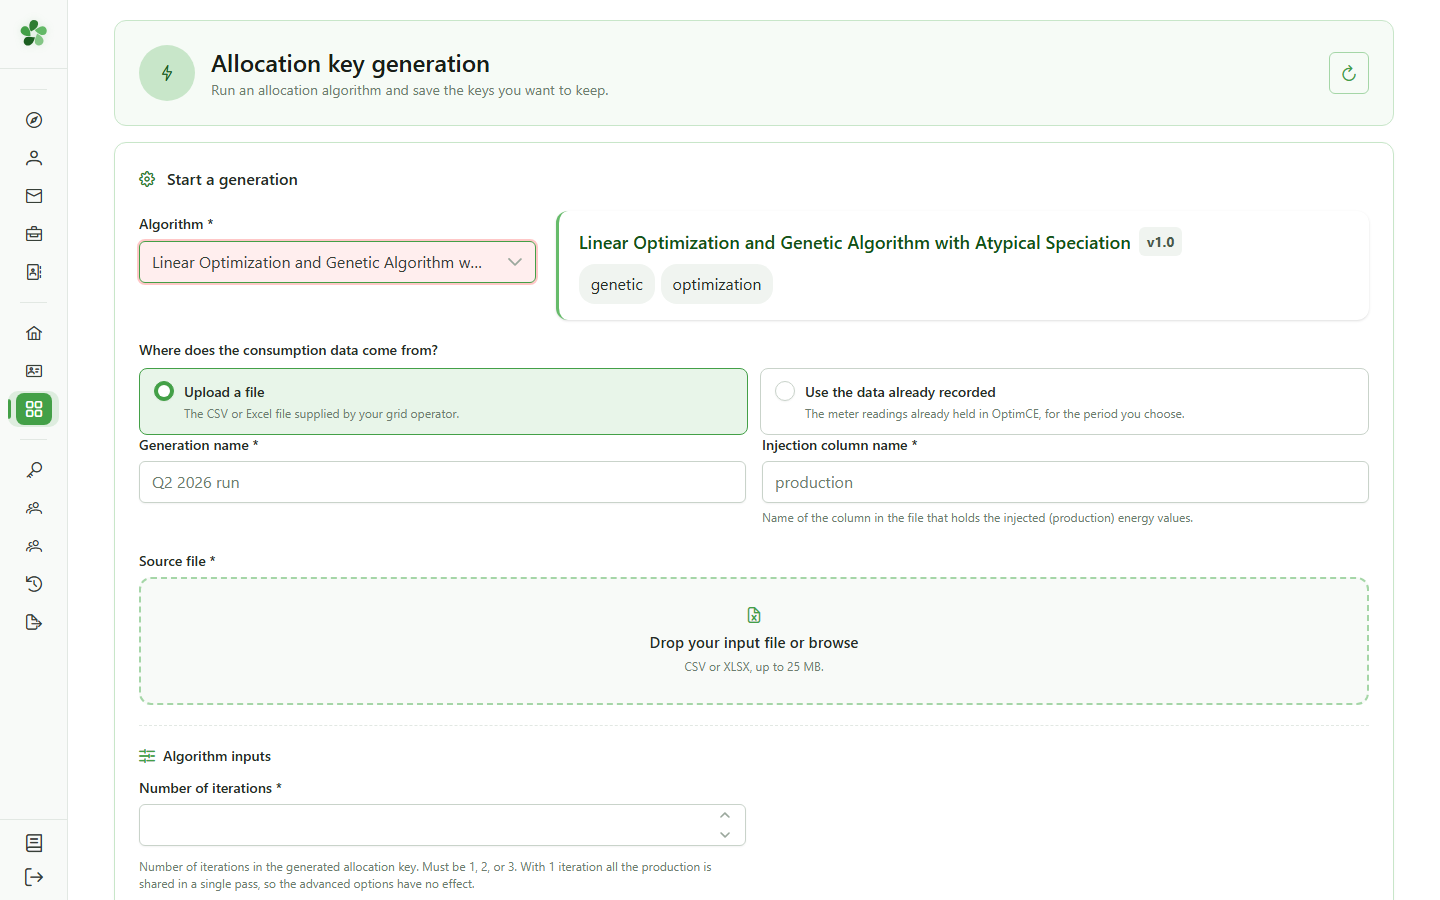 Allocation key generation
Run an allocation algorithm and save the keys you want to keep.
Start a generation
Algorithm *
Linear Optimization and Genetic Algorithm w...
Linear Optimization and Genetic Algorithm with Atypical Speciation v1.0
genetic optimization
Where does the consumption data come from?
Upload a file
The CSV or Excel file supplied by your grid operator.
Use the data already recorded
The meter readings already held in OptimCE, for the period you choose.
Generation name *
Q2 2026 run
Injection column name *
production
Name of the column in the file that holds the injected (production) energy values.
Source file *
Drop your input file or browse
CSV or XLSX, up to 25 MB.
Algorithm inputs
Number of iterations *
Number of iterations in the generated allocation key. Must be 1, 2, or 3. With 1 iteration all the production is
shared in a single pass, so the advanced options have no effect.